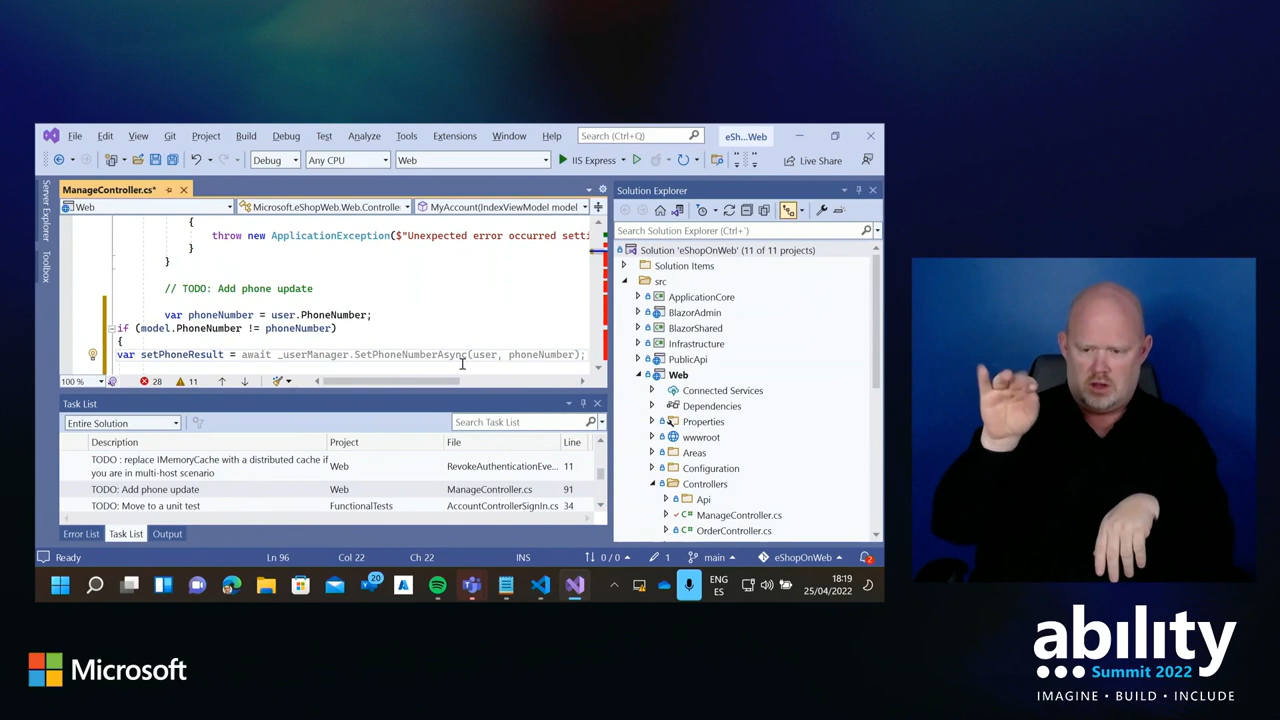 File Edit View Git Project Build Debug Test Analyze Tools Extensions Window Help Search (Ctrl+Q) eSh...Web
Debug Any CPU Web IIS Express Live Share
Server Explorer
Toolbox
ManageController.cs*
Web Microsoft.eShopWeb.Web.Controlle MyAccount(IndexViewModel model
{
throw new ApplicationException($"Unexpected error occurred setti
}
}
// TODO: Add phone update
var phoneNumber = user.PhoneNumber;
if (model.PhoneNumber != phoneNumber)
{
var setPhoneResult = await _userManager.SetPhoneNumberAsync(user, phoneNumber);
100 % 28 11
Task List
Entire Solution Search Task List
Description Project File Line
TODO : replace IMemoryCache with a distributed cache if
you are in multi-host scenario Web RevokeAuthenticationEve... 11
TODO: Add phone update Web ManageController.cs 91
TODO: Move to a unit test FunctionalTests AccountControllerSignIn.cs 34
Error List Task List Output
Solution Explorer
Search Solution Explorer (Ctrl+`)
Solution 'eShopOnWeb' (11 of 11 projects)
Solution Items
src
ApplicationCore
BlazorAdmin
BlazorShared
Infrastructure
PublicApi
Web
Connected Services
Dependencies
Properties
wwwroot
Areas
Configuration
Controllers
Api
C# ManageController.cs
C# OrderController.cs
Ready Ln 96 Col 22 Ch 22 INS 0 / 0 1 main eShopOnWeb 2
20 ENG
ES 18:19
25/04/2022
Microsoft
ability
Summit 2022
IMAGINE • BUILD • INCLUDE